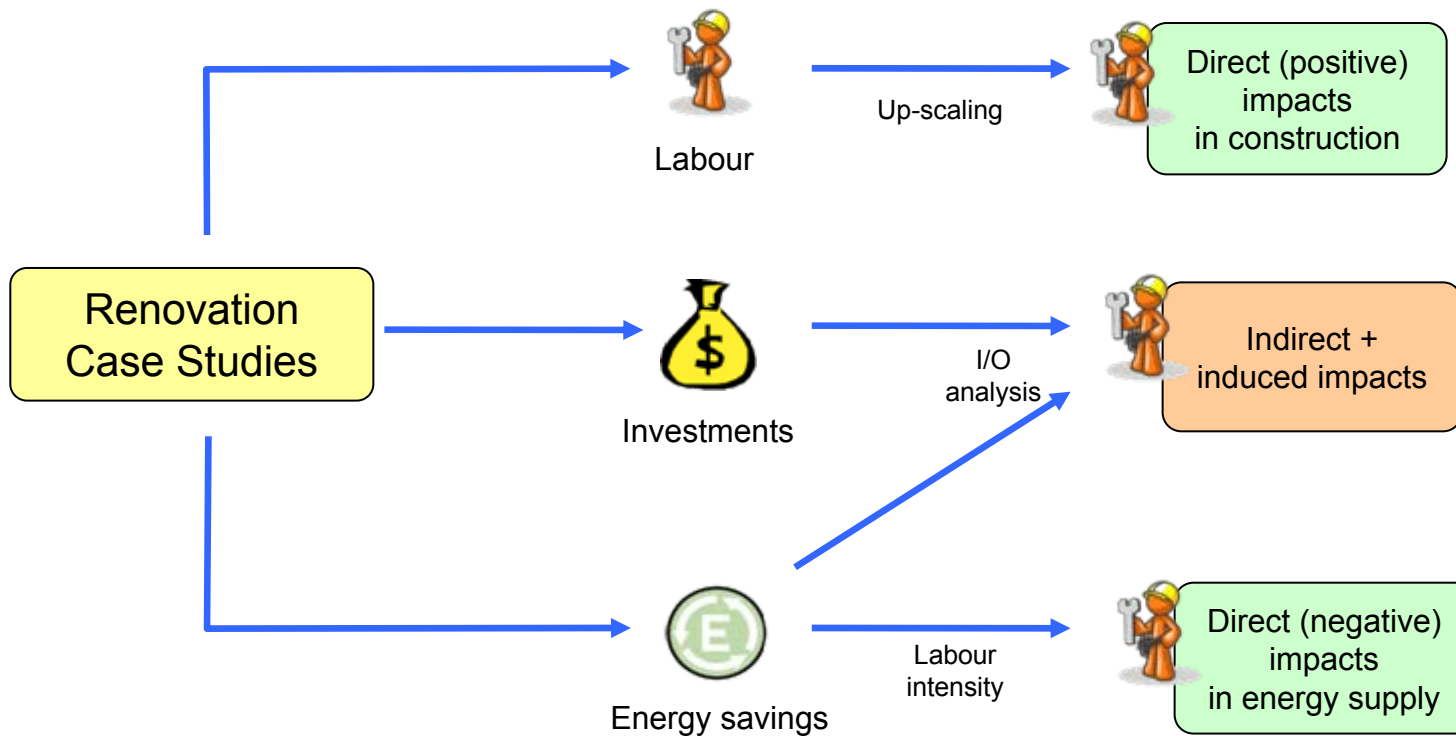 Labour
Up-scaling
Direct (positive)
impacts
in construction
Renovation
Case Studies
$
Investments
I/O
analysis
Indirect +
induced impacts
E
Energy savings
Labour
intensity
Direct (negative)
impacts
in energy supply